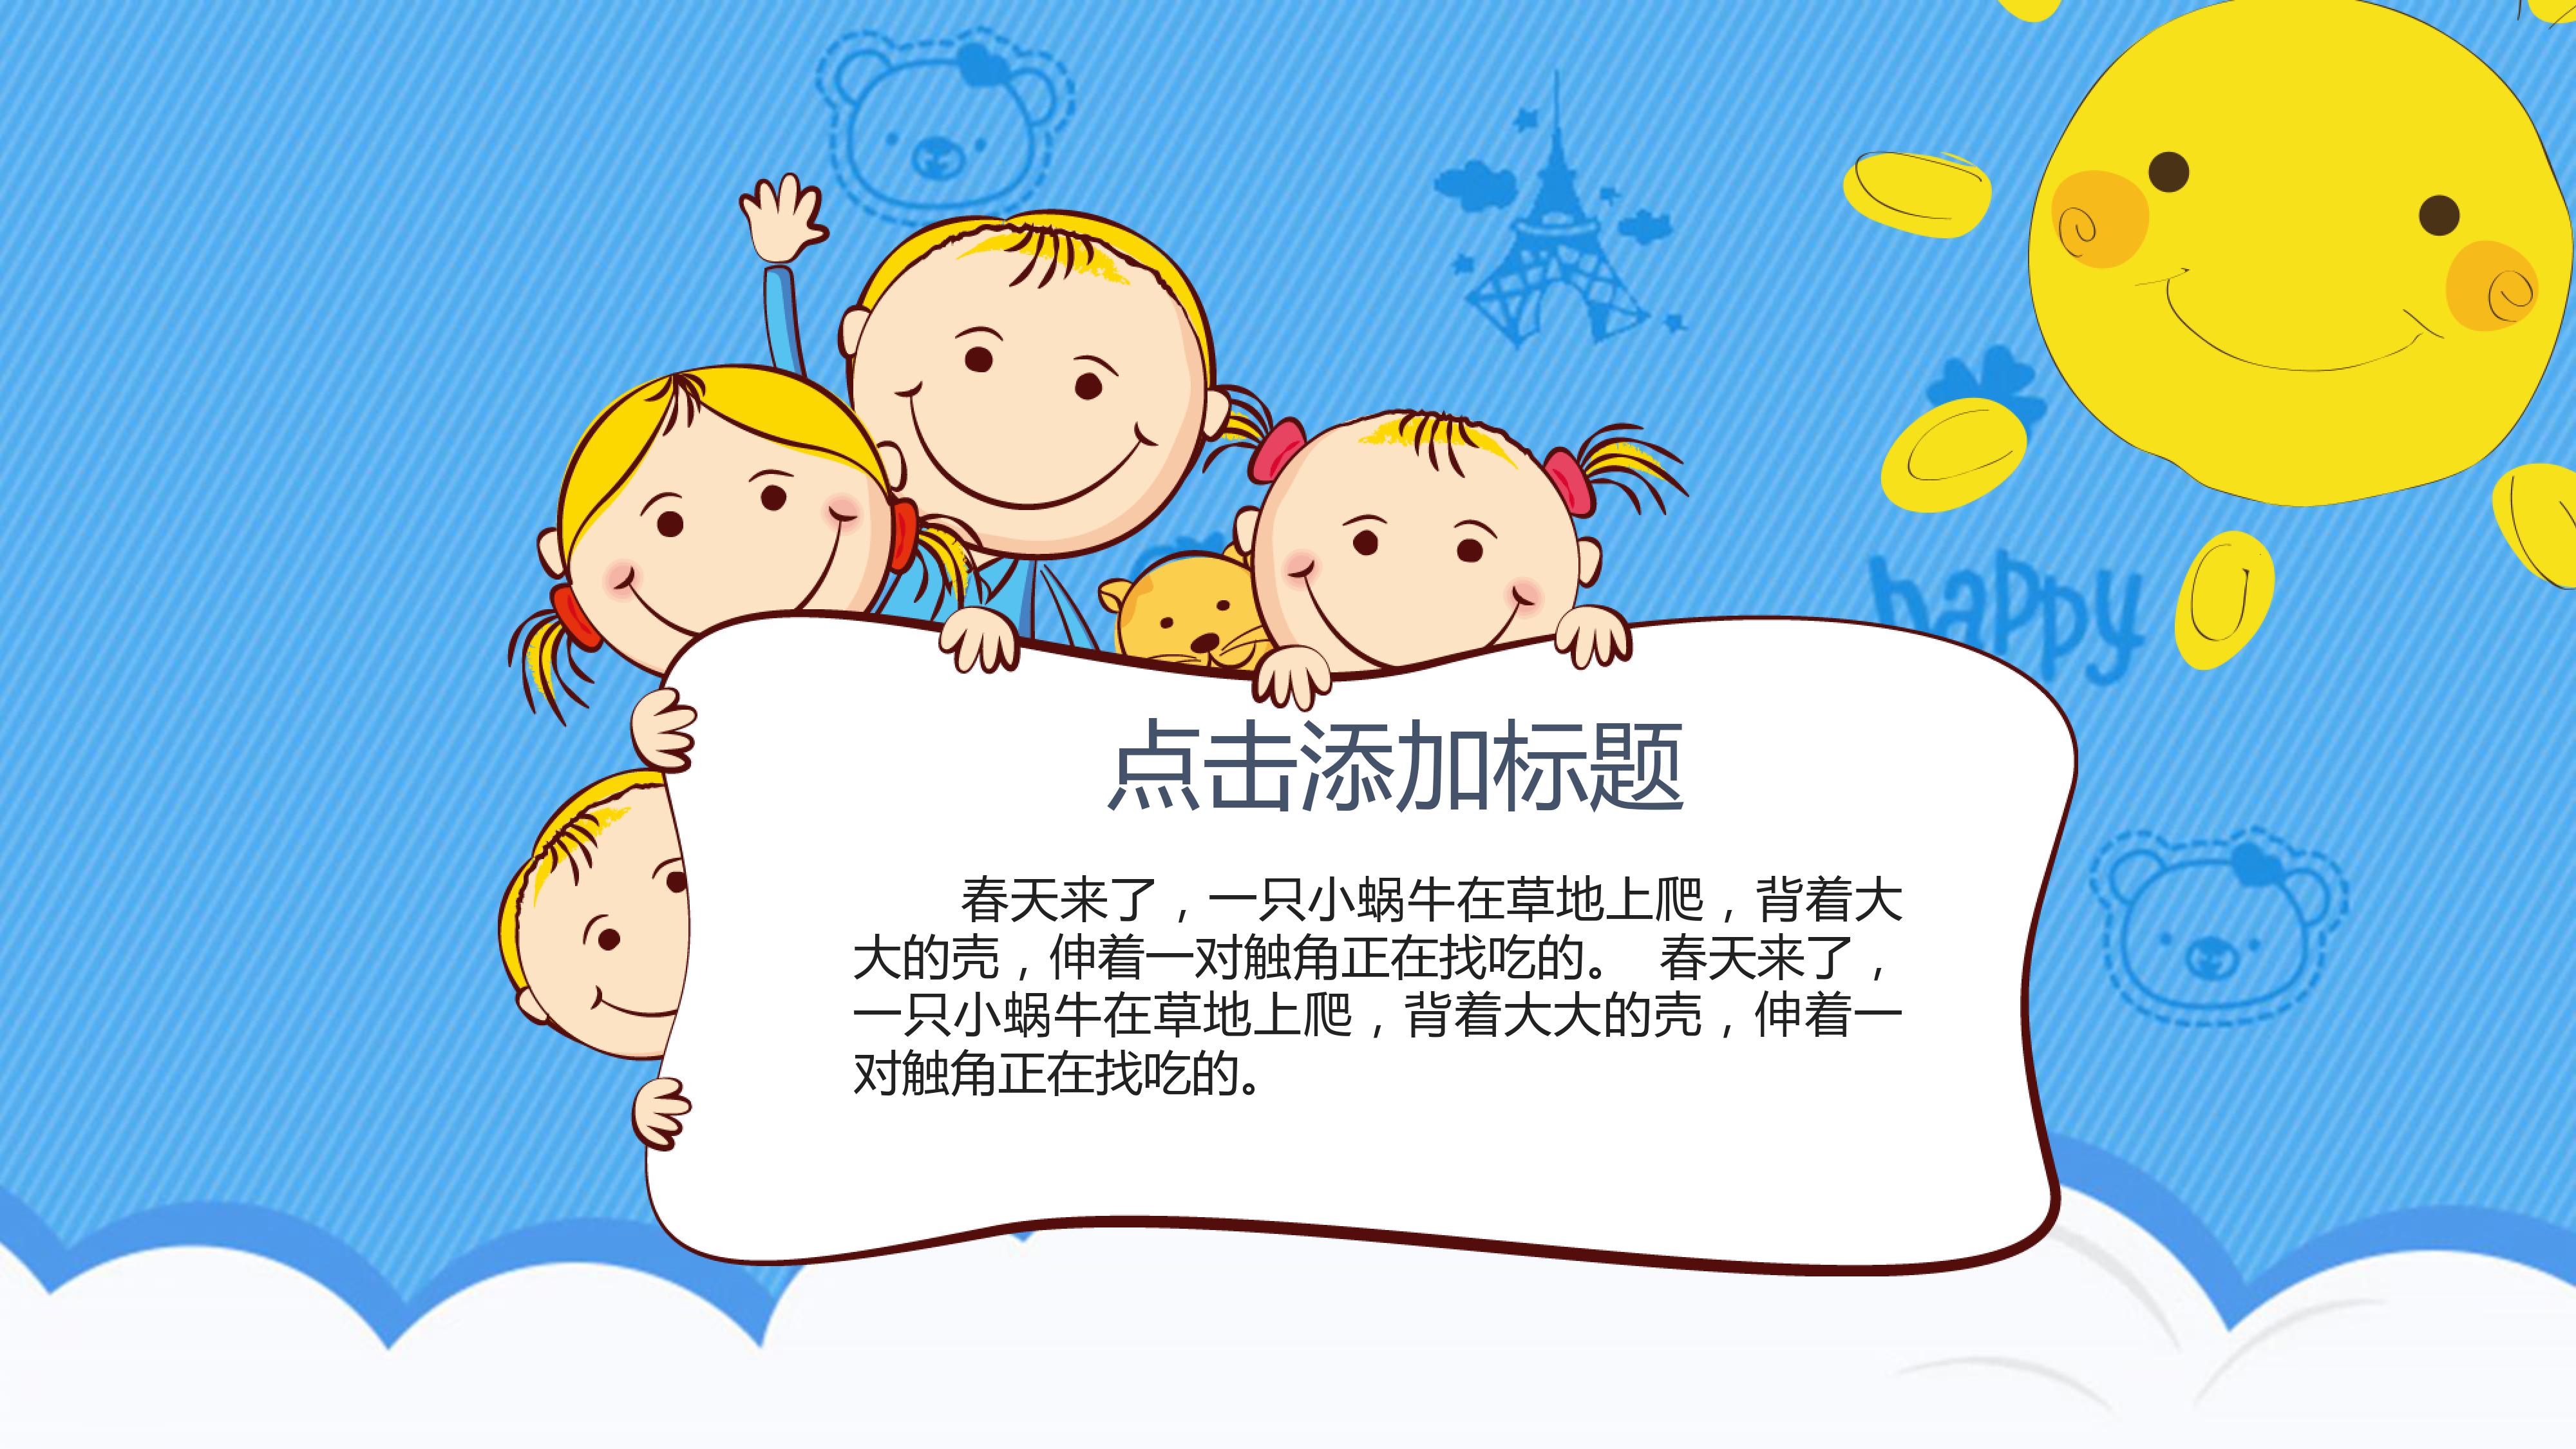 happy
点击添加标题
春天来了，一只小蜗牛在草地上爬，背着大
大的壳，伸着一对触角正在找吃的。 春天来了，
一只小蜗牛在草地上爬，背着大大的壳，伸着一
对触角正在找吃的。